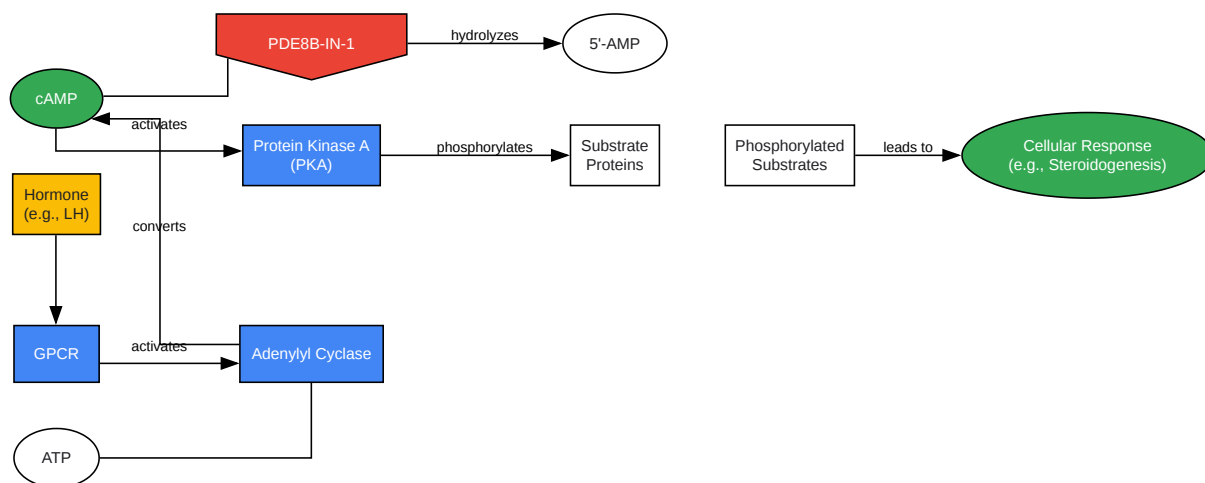 PDE8B-IN-1
hydrolyzes
5'-AMP
cAMP
activates
Protein Kinase A
(PKA)
phosphorylates
Substrate
Proteins
Phosphorylated
Substrates
leads to
Cellular Response
(e.g., Steroidogenesis)
Hormone
(e.g., LH)
converts
GPCR
activates
Adenylyl Cyclase
ATP